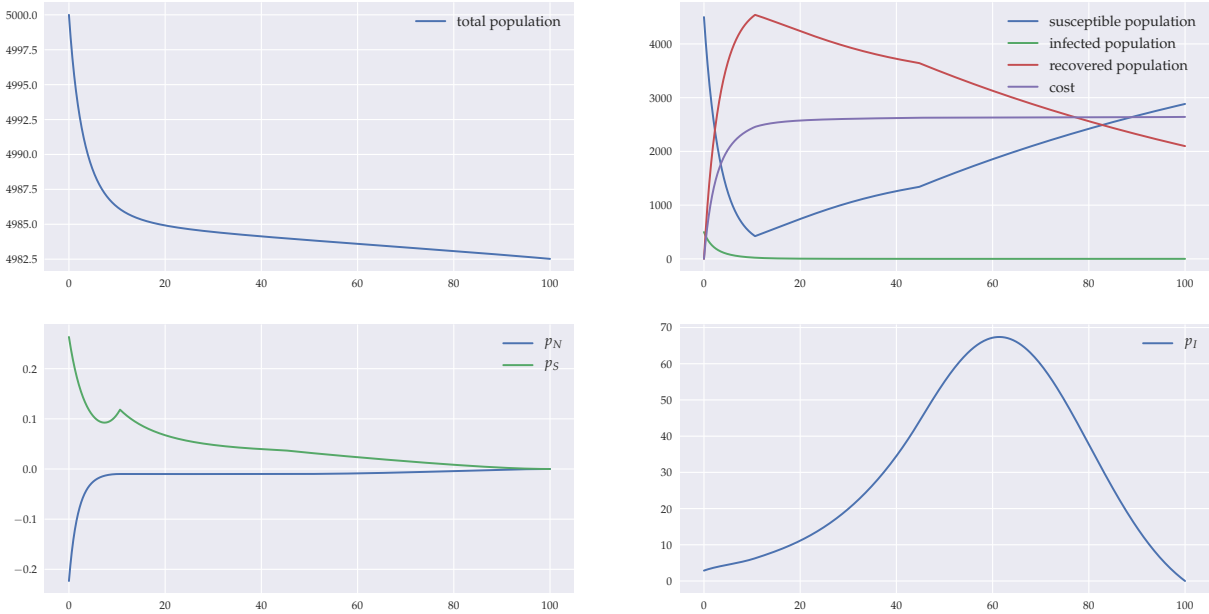 5000.0
4997.5
4995.0
4992.5
4990.0
4987.5
4985.0
4982.5
0 20 40 60 80 100
total population
4000
3000
2000
1000
0
0 20 40 60 80 100
susceptible population
infected population
recovered population
cost
0.2
0.1
0.0
−0.1
−0.2
0 20 40 60 80 100
p_N
p_S
70
60
50
40
30
20
10
0
0 20 40 60 80 100
p_I